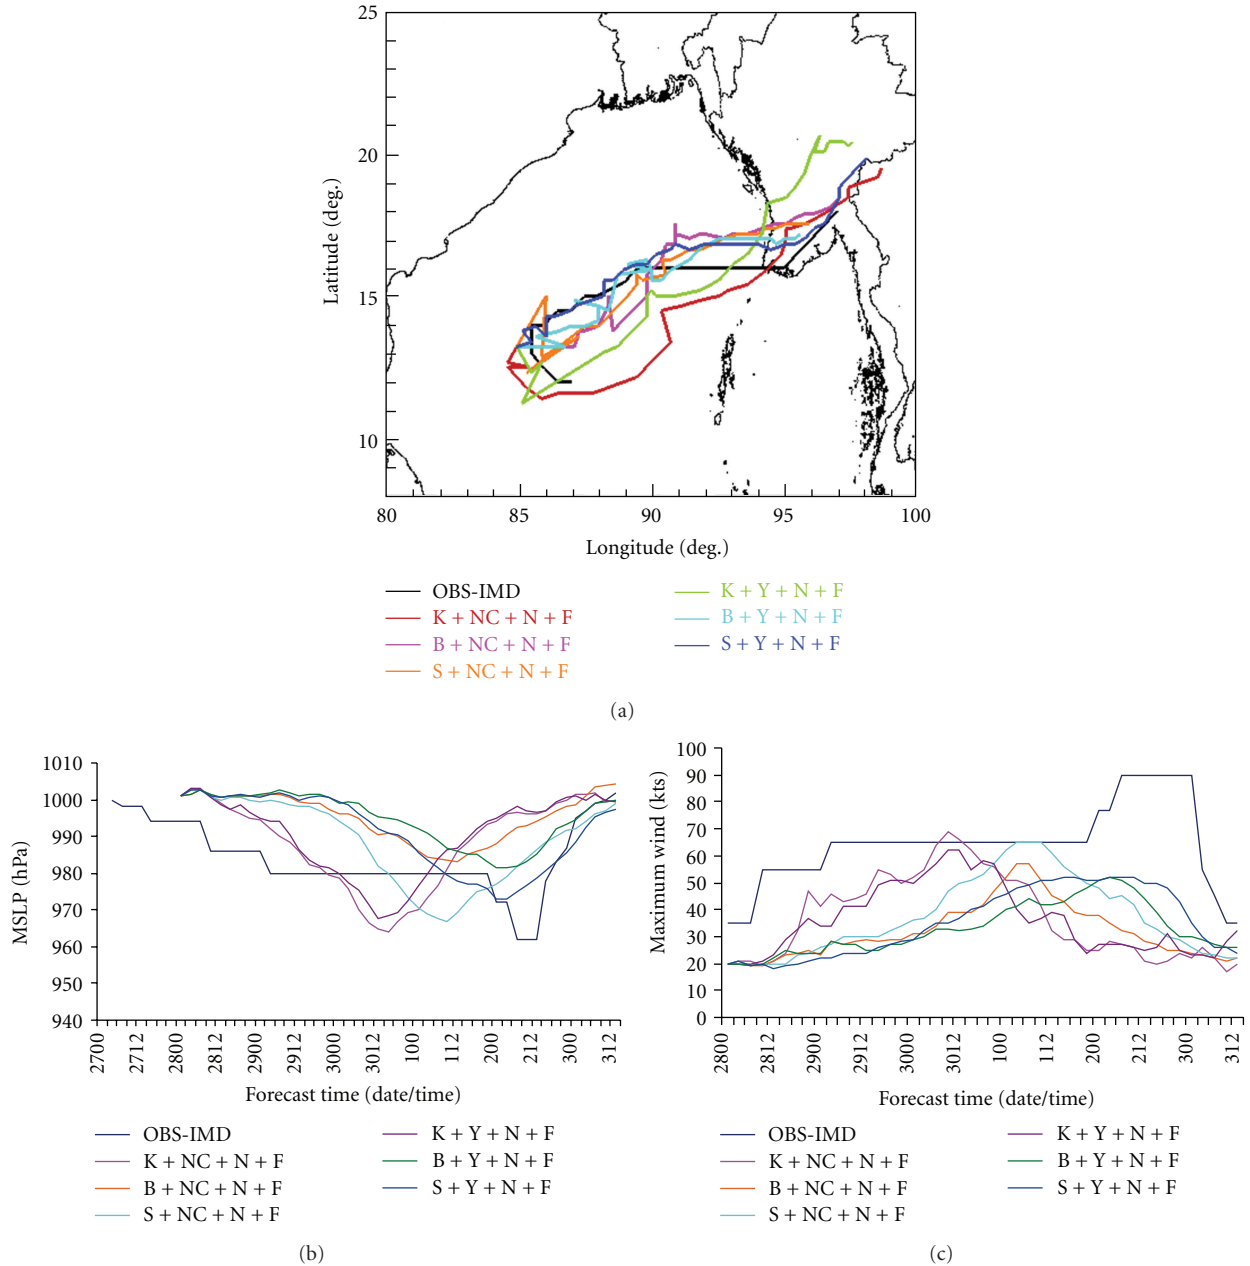 25
20
15
10
Latitude (deg.)
80 85 90 95 100
Longitude (deg.)
OBS-IMD
K + NC + N + F
B + NC + N + F
S + NC + N + F
K + Y + N + F
B + Y + N + F
S + Y + N + F
(a)
1010
1000
990
980
970
960
950
940
MSLP (hPa)
2700 2712 2800 2812 2900 2912 3000 3012 100 112 200 212 300 312
Forecast time (date/time)
OBS-IMD
K + NC + N + F
B + NC + N + F
S + NC + N + F
K + Y + N + F
B + Y + N + F
S + Y + N + F
(b)
100
90
80
70
60
50
40
30
20
10
0
Maximum wind (kts)
2800 2812 2900 2912 3000 3012 100 112 200 212 300 312
Forecast time (date/time)
OBS-IMD
K + NC + N + F
B + NC + N + F
S + NC + N + F
K + Y + N + F
B + Y + N + F
S + Y + N + F
(c)